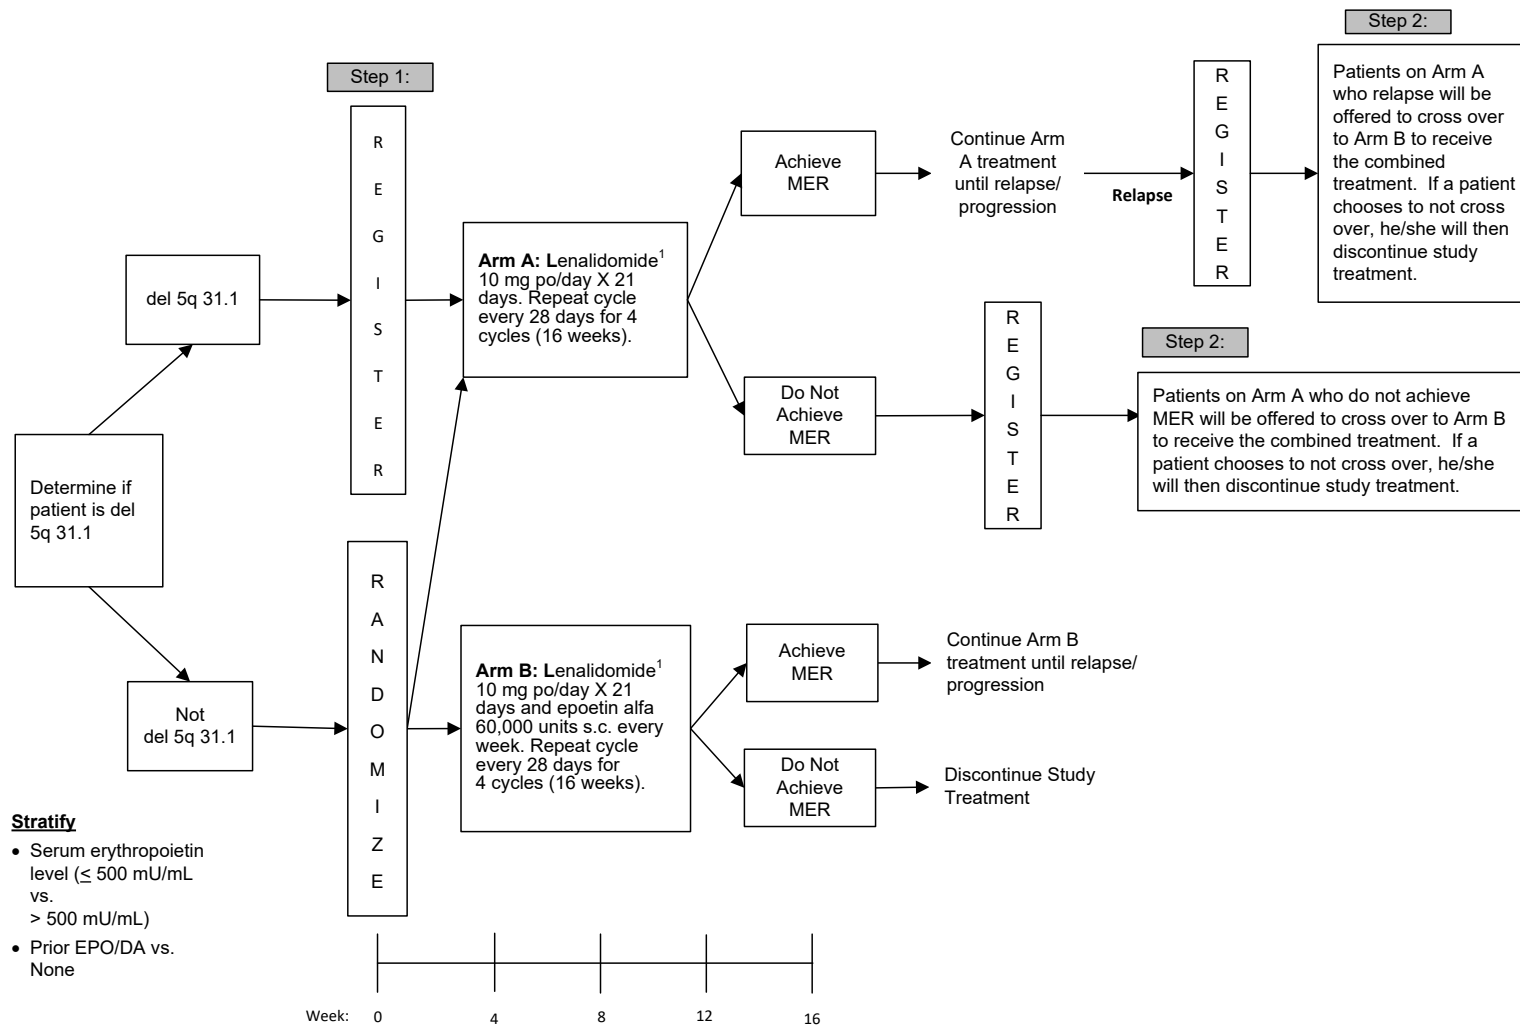 Step 2:
Step 1:
R
E
G
I
S
T
E
R
Patients on Arm A
who relapse will be
offered to cross over
to Arm B to receive
the combined
treatment. If a patient
chooses to not cross
over, he/she will then
discontinue study
treatment.
R
E
G
I
S
T
E
R
Achieve
MER
Continue Arm
A treatment
until relapse/
progression
Relapse
del 5q 31.1
Arm A: Lenalidomide1
10 mg po/day X 21
days. Repeat cycle
every 28 days for 4
cycles (16 weeks).
Do Not
Achieve
MER
R
E
G
I
S
T
E
R
Step 2:
Patients on Arm A who do not achieve
MER will be offered to cross over to Arm B
to receive the combined treatment. If a
patient chooses to not cross over, he/she
will then discontinue study treatment.
Determine if
patient is del
5q 31.1
R
A
N
D
O
M
I
Z
E
Not
del 5q 31.1
Arm B: Lenalidomide1
10 mg po/day X 21
days and epoetin alfa
60,000 units s.c. every
week. Repeat cycle
every 28 days for
4 cycles (16 weeks).
Achieve
MER
Continue Arm B
treatment until relapse/
progression
Do Not
Achieve
MER
Discontinue Study
Treatment
Stratify
• Serum erythropoietin
level (≤ 500 mU/mL
vs.
> 500 mU/mL)
• Prior EPO/DA vs.
None
Week: 0 4 8 12 16